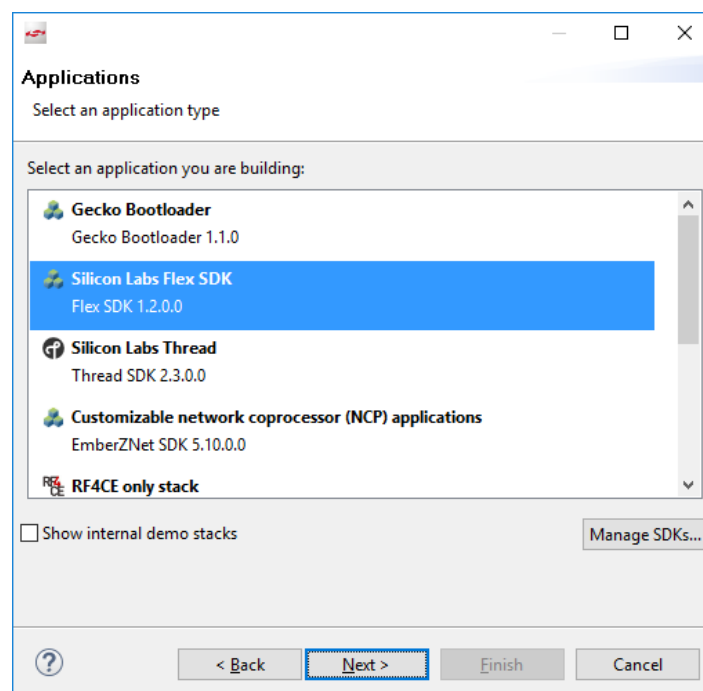 Applications
Select an application type
Select an application you are building:
Gecko Bootloader
Gecko Bootloader 1.1.0
Silicon Labs Flex SDK
Flex SDK 1.2.0.0
Silicon Labs Thread
Thread SDK 2.3.0.0
Customizable network coprocessor (NCP) applications
EmberZNet SDK 5.10.0.0
RF4CE only stack
Show internal demo stacks
Manage SDKs...
?
< Back
Next >
Finish
Cancel